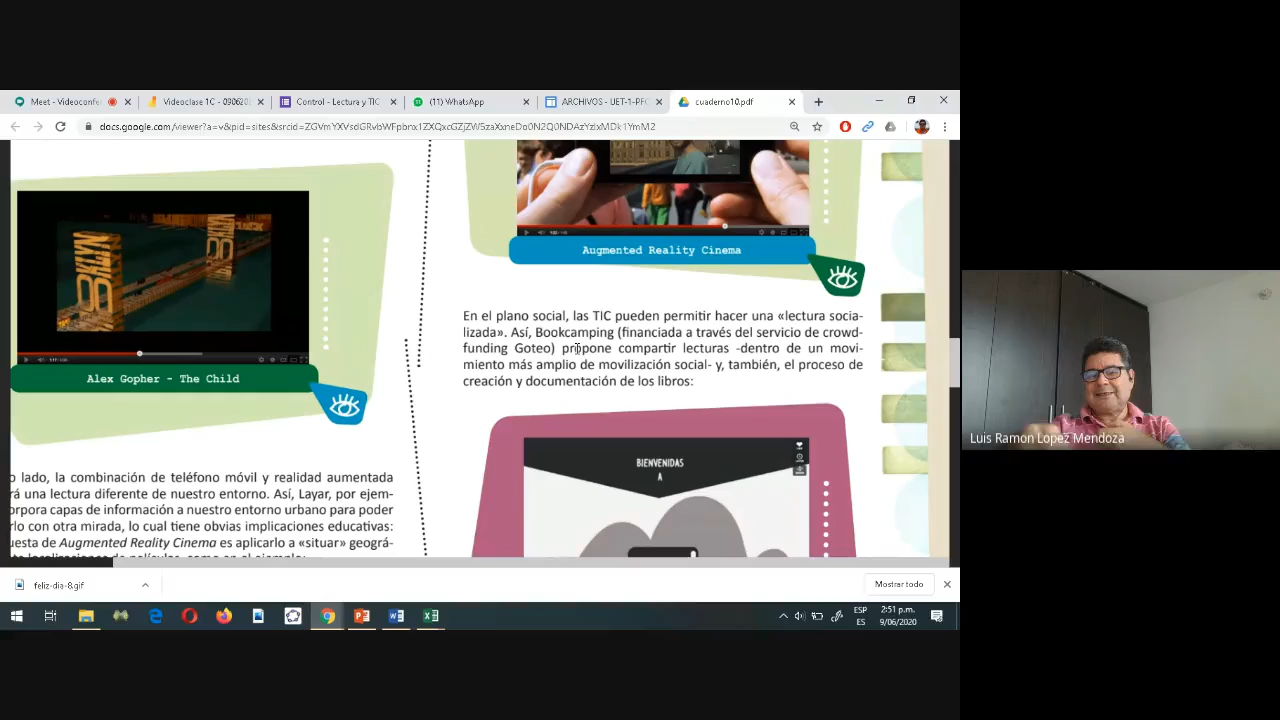 Meet - Videoconfe
Videoclase 1C - 090620
Control - Lectura y TIC
(11) WhatsApp
ARCHIVOS - UET-1-PFC
cuaderno10.pdf
Augmented Reality Cinema
Alex Gopher - The Child
En el plano social, las TIC pueden permitir hacer una «lectura socia-
lizada». Así, Bookcamping (financiada a través del servicio de crowd-
funding Goteo) propone compartir lecturas -dentro de un movi-
miento más amplio de movilización social- y, también, el proceso de
creación y documentación de los libros:
BIENVENIDAS
A
o lado, la combinación de teléfono móvil y realidad aumentada
rá una lectura diferente de nuestro entorno. Así, Layar, por ejem-
orpora capas de información a nuestro entorno urbano para poder
rlo con otra mirada, lo cual tiene obvias implicaciones educativas:
uesta de Augmented Reality Cinema es aplicarlo a «situar» geográ-
Luis Ramon Lopez Mendoza
feliz-dia-8.gif
Mostrar todo
ESP
ES
2:51 p.m.
9/06/2020